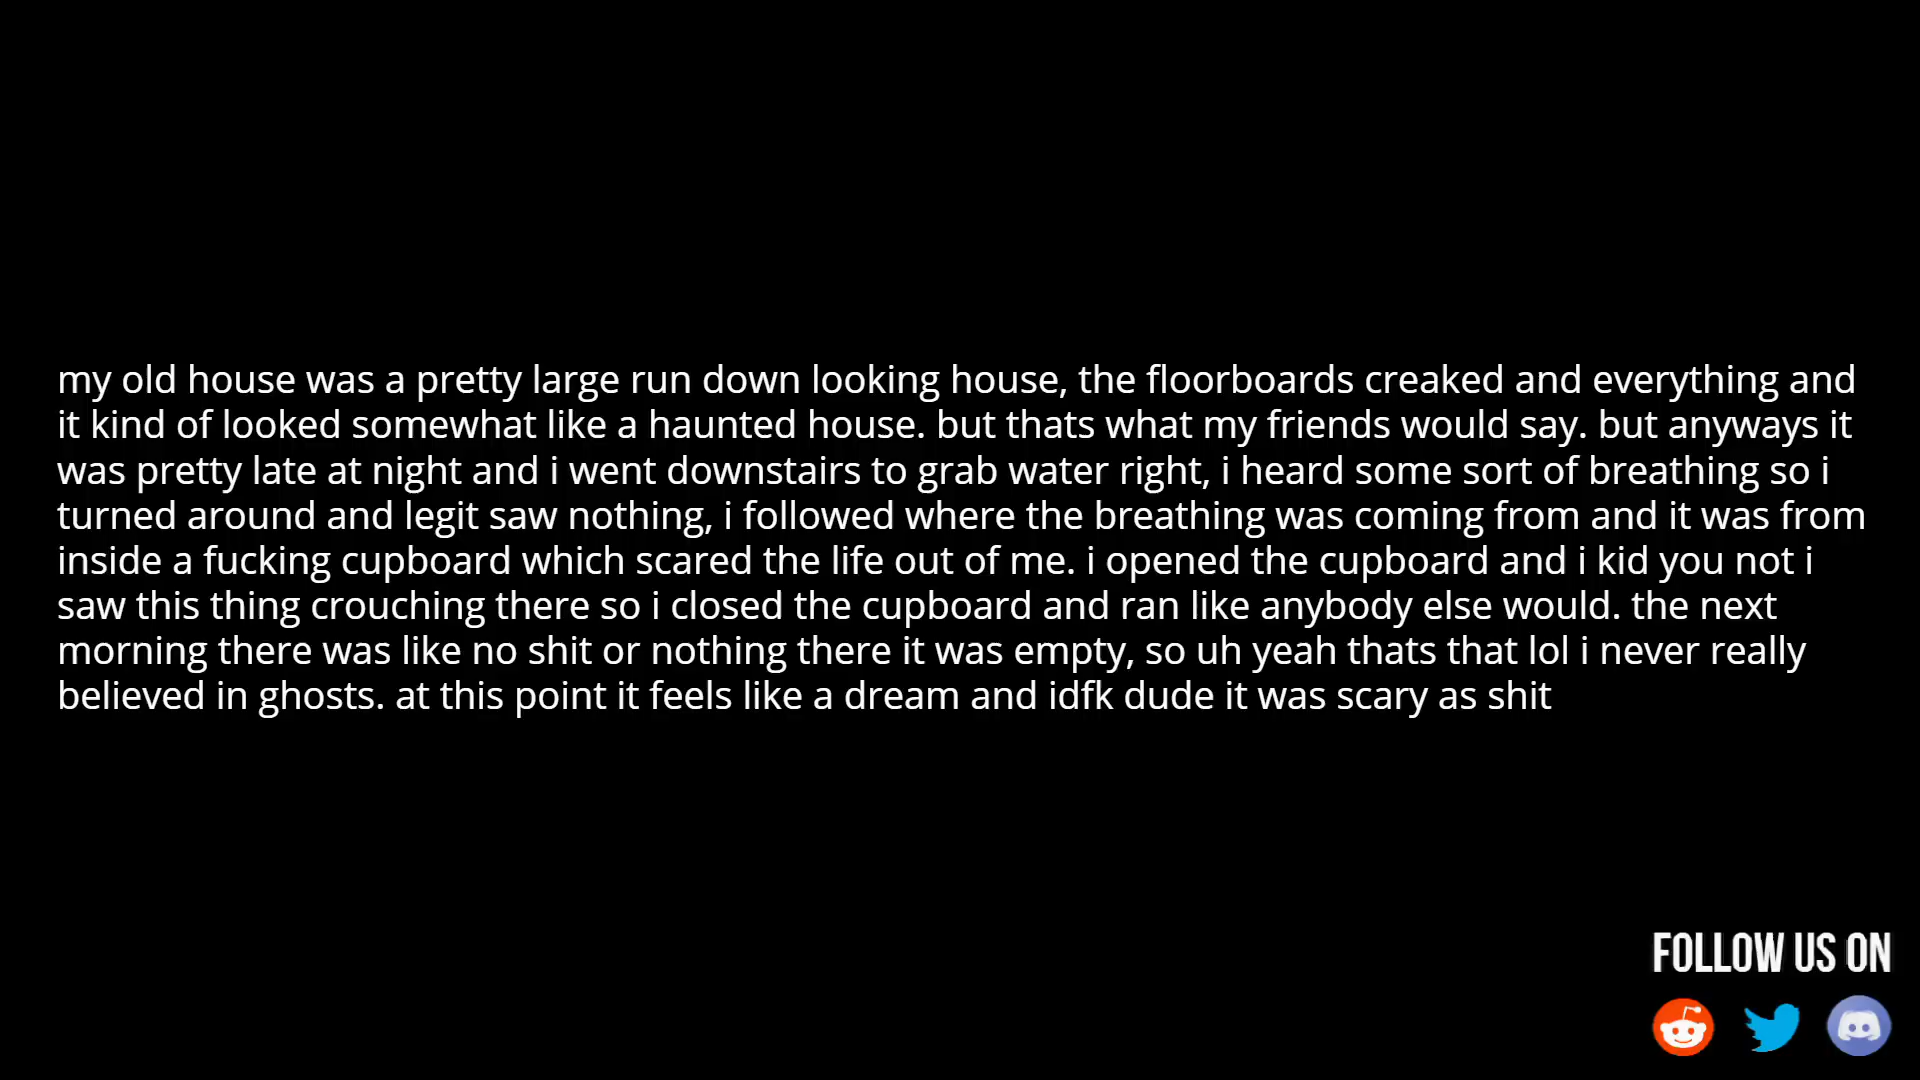 my old house was a pretty large run down looking house, the floorboards creaked and everything and
it kind of looked somewhat like a haunted house. but thats what my friends would say. but anyways it
was pretty late at night and i went downstairs to grab water right, i heard some sort of breathing so i
turned around and legit saw nothing, i followed where the breathing was coming from and it was from
inside a fucking cupboard which scared the life out of me. i opened the cupboard and i kid you not i
saw this thing crouching there so i closed the cupboard and ran like anybody else would. the next
morning there was like no shit or nothing there it was empty, so uh yeah thats that lol i never really
believed in ghosts. at this point it feels like a dream and idfk dude it was scary as shit
FOLLOW US ON